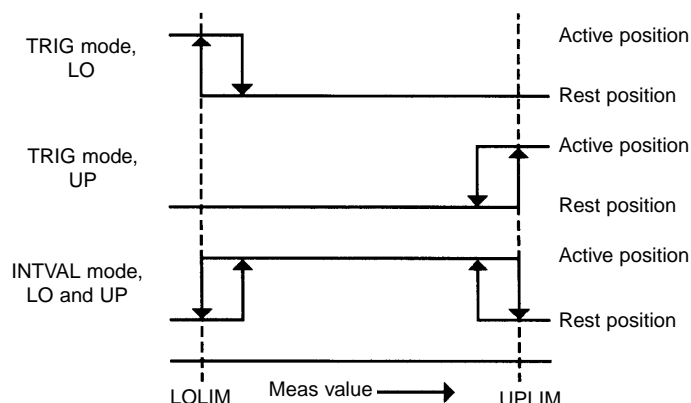 TRIG mode,
LO
Active position
Rest position
TRIG mode,
UP
Active position
Rest position
INTVAL mode,
LO and UP
Active position
Rest position
LOLIM
Meas value
UPLIM